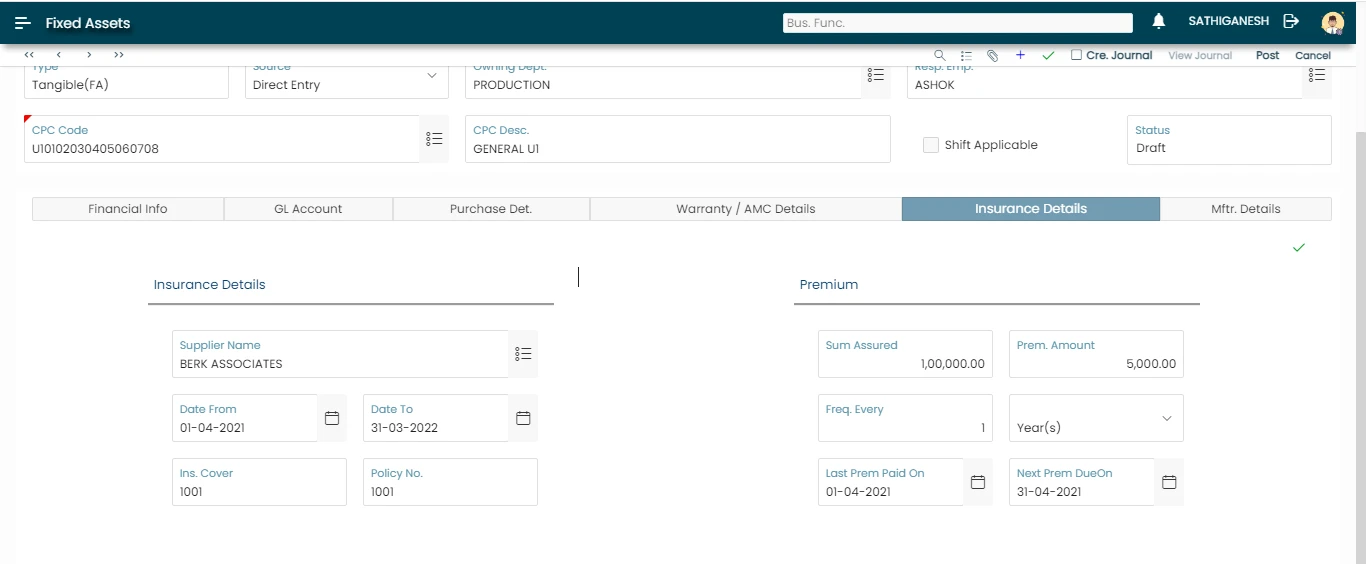 Fixed Assets
Bus. Func.
SATHIGANESH
<< < > >>
Cre. Journal View Journal Post Cancel
Type Source Owning Dept. Resp. Emp.
Tangible(FA) Direct Entry PRODUCTION ASHOK
CPC Code CPC Desc. Status
U10102030405060708 GENERAL U1 Shift Applicable Draft
Financial Info GL Account Purchase Det. Warranty / AMC Details Insurance Details Mftr. Details
Insurance Details Premium
Supplier Name Sum Assured Prem. Amount
BERK ASSOCIATES 1,00,000.00 5,000.00
Date From Date To Freq. Every
01-04-2021 31-03-2022 1 Year(s)
Ins. Cover Policy No. Last Prem Paid On Next Prem DueOn
1001 1001 01-04-2021 31-04-2021